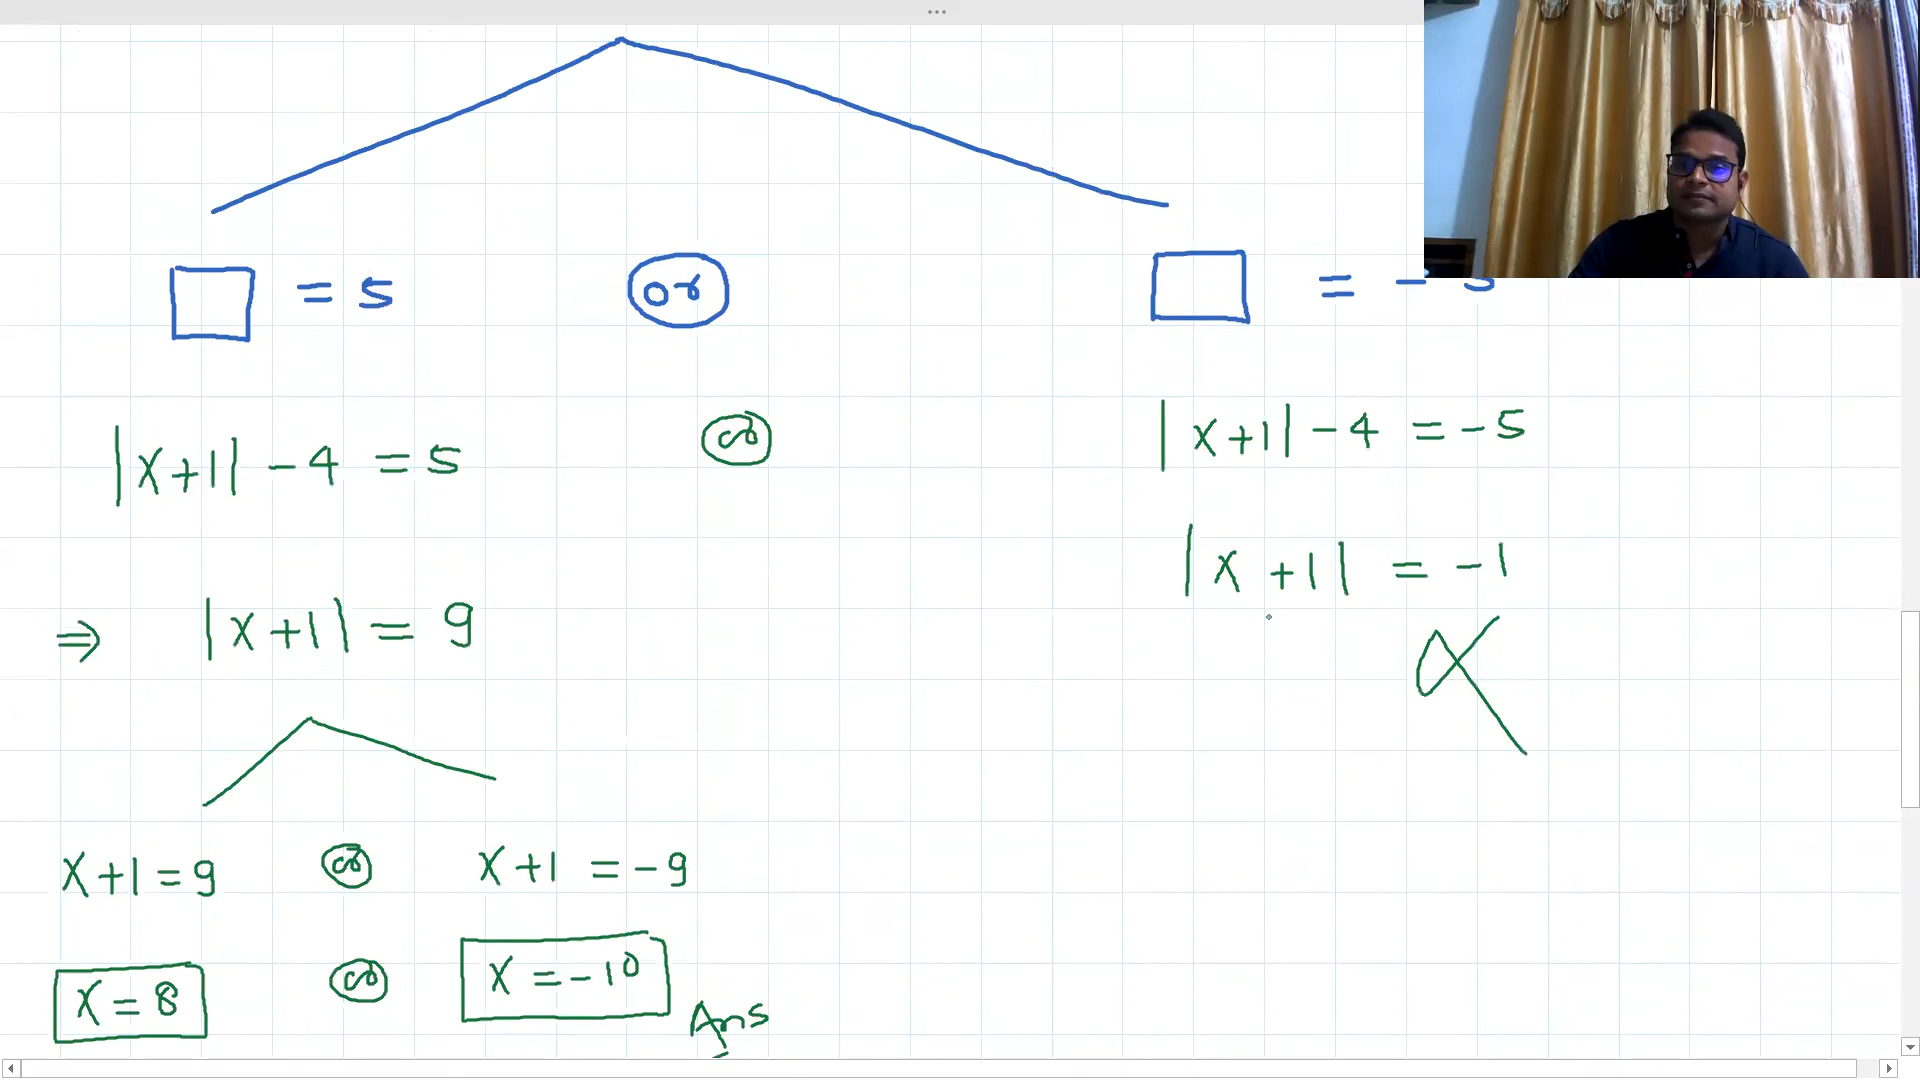 □ = 5 or □ = - 5
|x+1| - 4 = 5 or |x+1| - 4 = -5
|x+1| = -1
⇒ |x+1| = 9
x+1=9 or x+1 = -9
x = 8 or x = -10
Ans